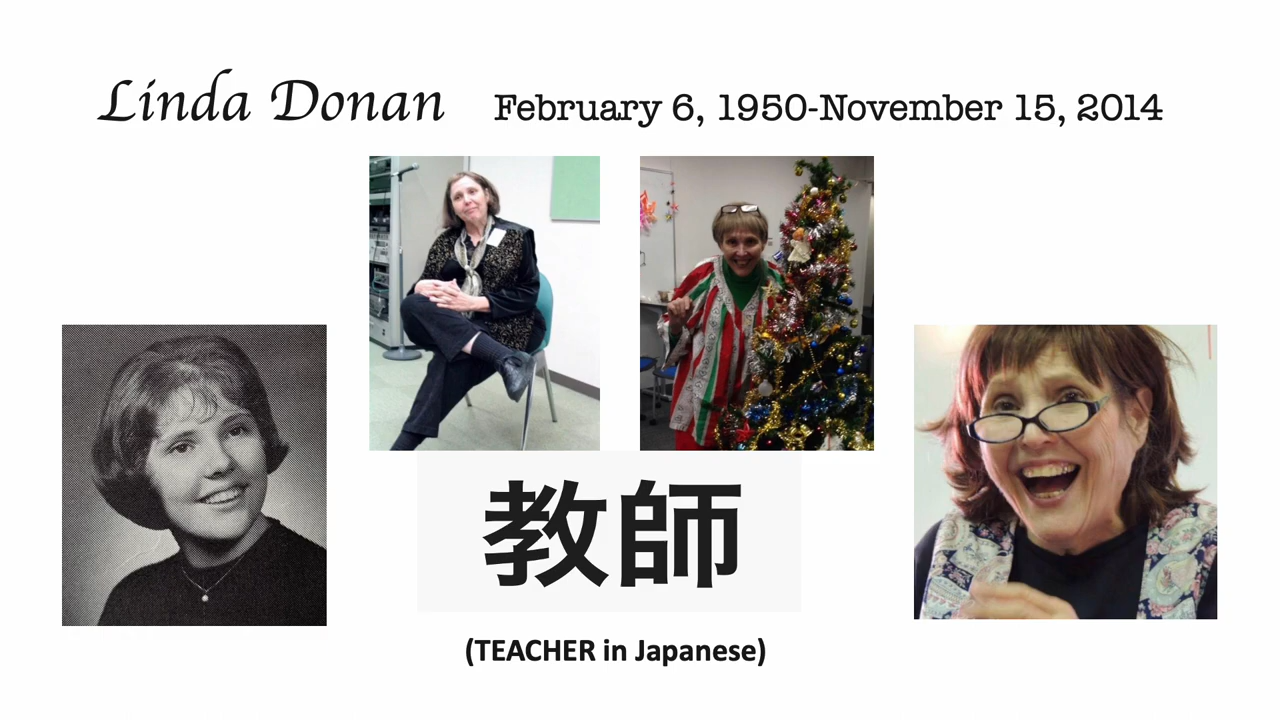 Linda Donan February 6, 1950-November 15, 2014
教師
(TEACHER in Japanese)